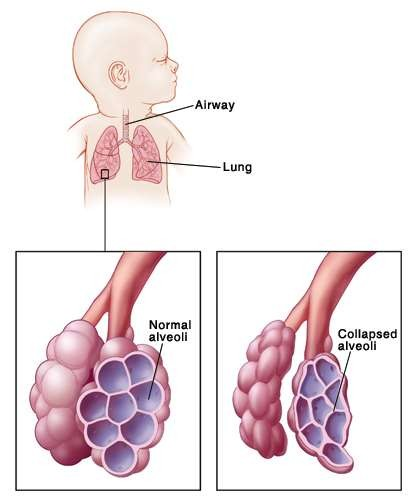 Airway
Lung
Normal
alveoli
Collapsed
alveoli